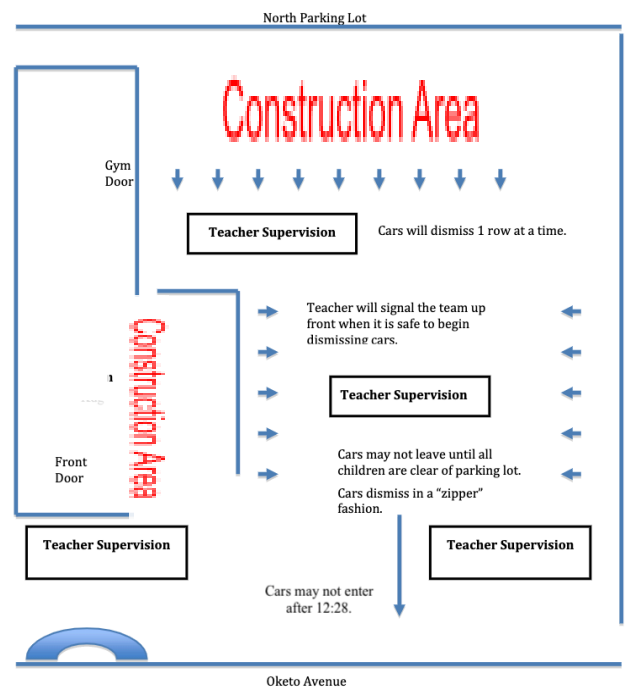 North Parking Lot
Construction Area
Gym
Door
Teacher Supervision
Cars will dismiss 1 row at a time.
Teacher will signal the team up
front when it is safe to begin
dismissing cars.
Construction Area
Teacher Supervision
Cars may not leave until all
children are clear of parking lot.
Cars dismiss in a “zipper”
fashion.
Front
Door
Teacher Supervision
Teacher Supervision
Cars may not enter
after 12:28.
Oketo Avenue